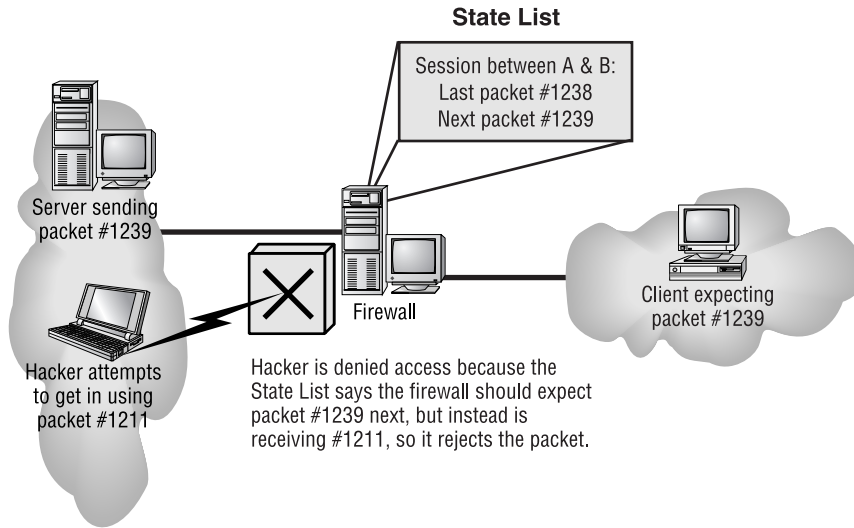 State List
Session between A & B:
Last packet #1238
Next packet #1239
Server sending
packet #1239
Firewall
Client expecting
packet #1239
Hacker attempts
to get in using
packet #1211
Hacker is denied access because the
State List says the firewall should expect
packet #1239 next, but instead is
receiving #1211, so it rejects the packet.